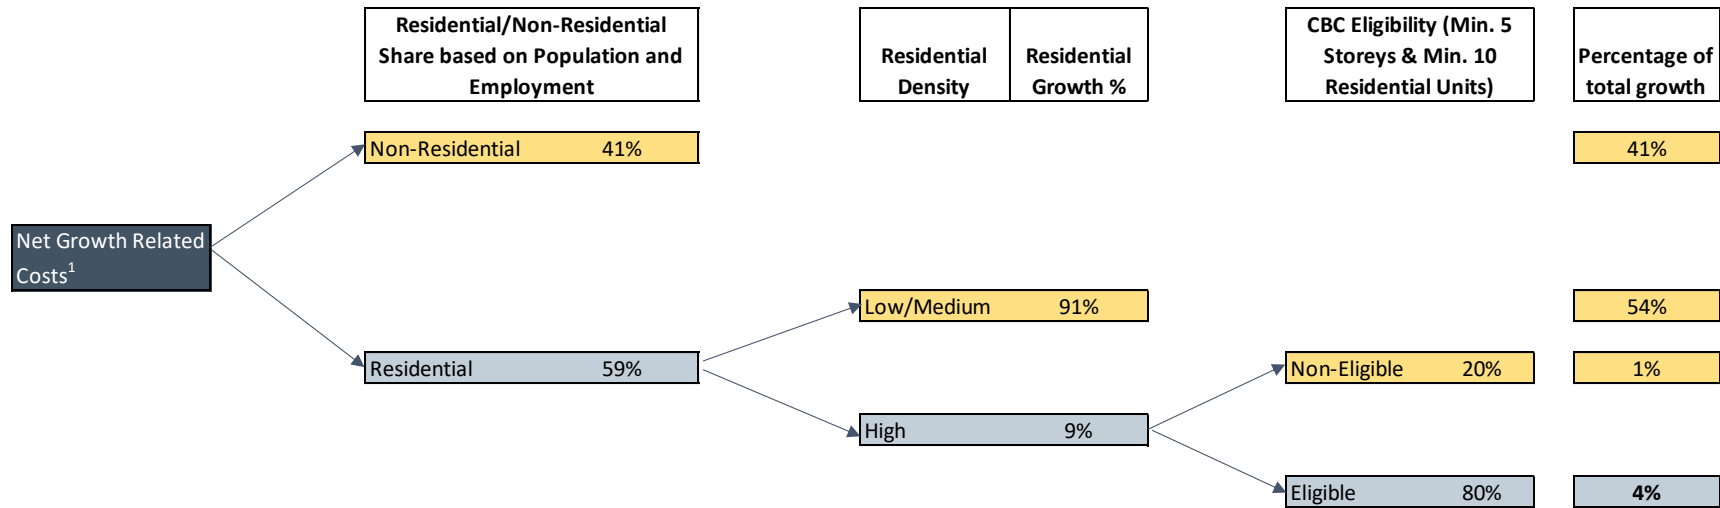 Residential/Non-Residential
Share based on Population and
Employment
Residential
Density
Residential
Growth %
CBC Eligibility (Min. 5
Storeys & Min. 10
Residential Units)
Percentage of
total growth
Non-Residential 41%
41%
Net Growth Related
Costs1
Low/Medium 91%
54%
Residential 59%
Non-Eligible 20%
1%
High 9%
Eligible 80%
4%